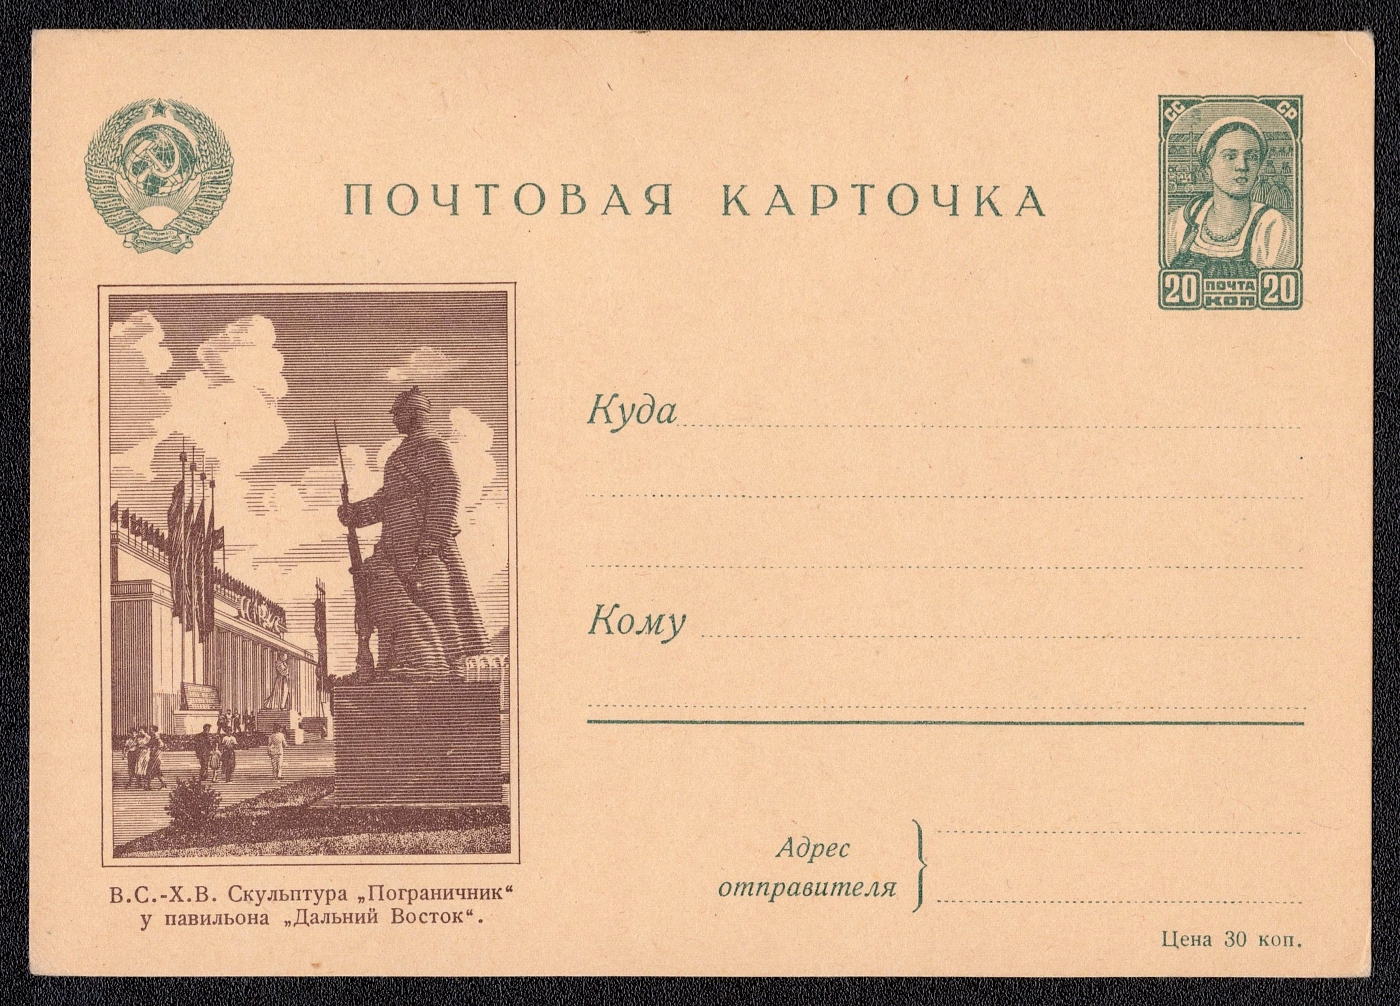 ПОЧТОВАЯ КАРТОЧКА
СС СР
20 ПОЧТА 20
КОП
Куда
Кому
Адрес
отправителя
В.С.-Х.В. Скульптура „Пограничник“
у павильона „Дальний Восток“.
Цена 30 коп.